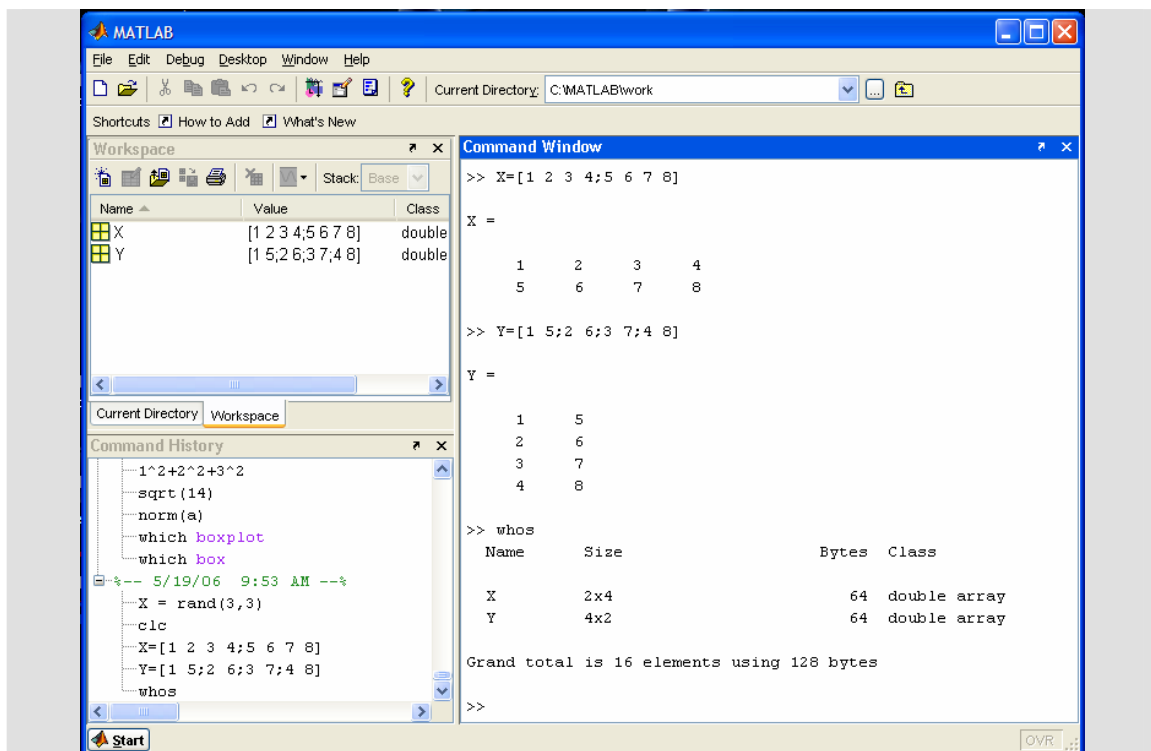 MATLAB
File Edit Debug Desktop Window Help
Current Directory: C:\MATLAB\work
Shortcuts How to Add What's New
Workspace
Stack: Base
Name Value Class
X [1 2 3 4;5 6 7 8] double
Y [1 5;2 6;3 7;4 8] double
Current Directory Workspace
Command History
1^2+2^2+3^2
sqrt(14)
norm(a)
which boxplot
which box
%-- 5/19/06 9:53 AM --%
X = rand(3,3)
clc
X=[1 2 3 4;5 6 7 8]
Y=[1 5;2 6;3 7;4 8]
whos
Command Window
>> X=[1 2 3 4;5 6 7 8]
X =
1 2 3 4
5 6 7 8
>> Y=[1 5;2 6;3 7;4 8]
Y =
1 5
2 6
3 7
4 8
>> whos
Name Size Bytes Class
X 2x4 64 double array
Y 4x2 64 double array
Grand total is 16 elements using 128 bytes
>>
Start
OVR